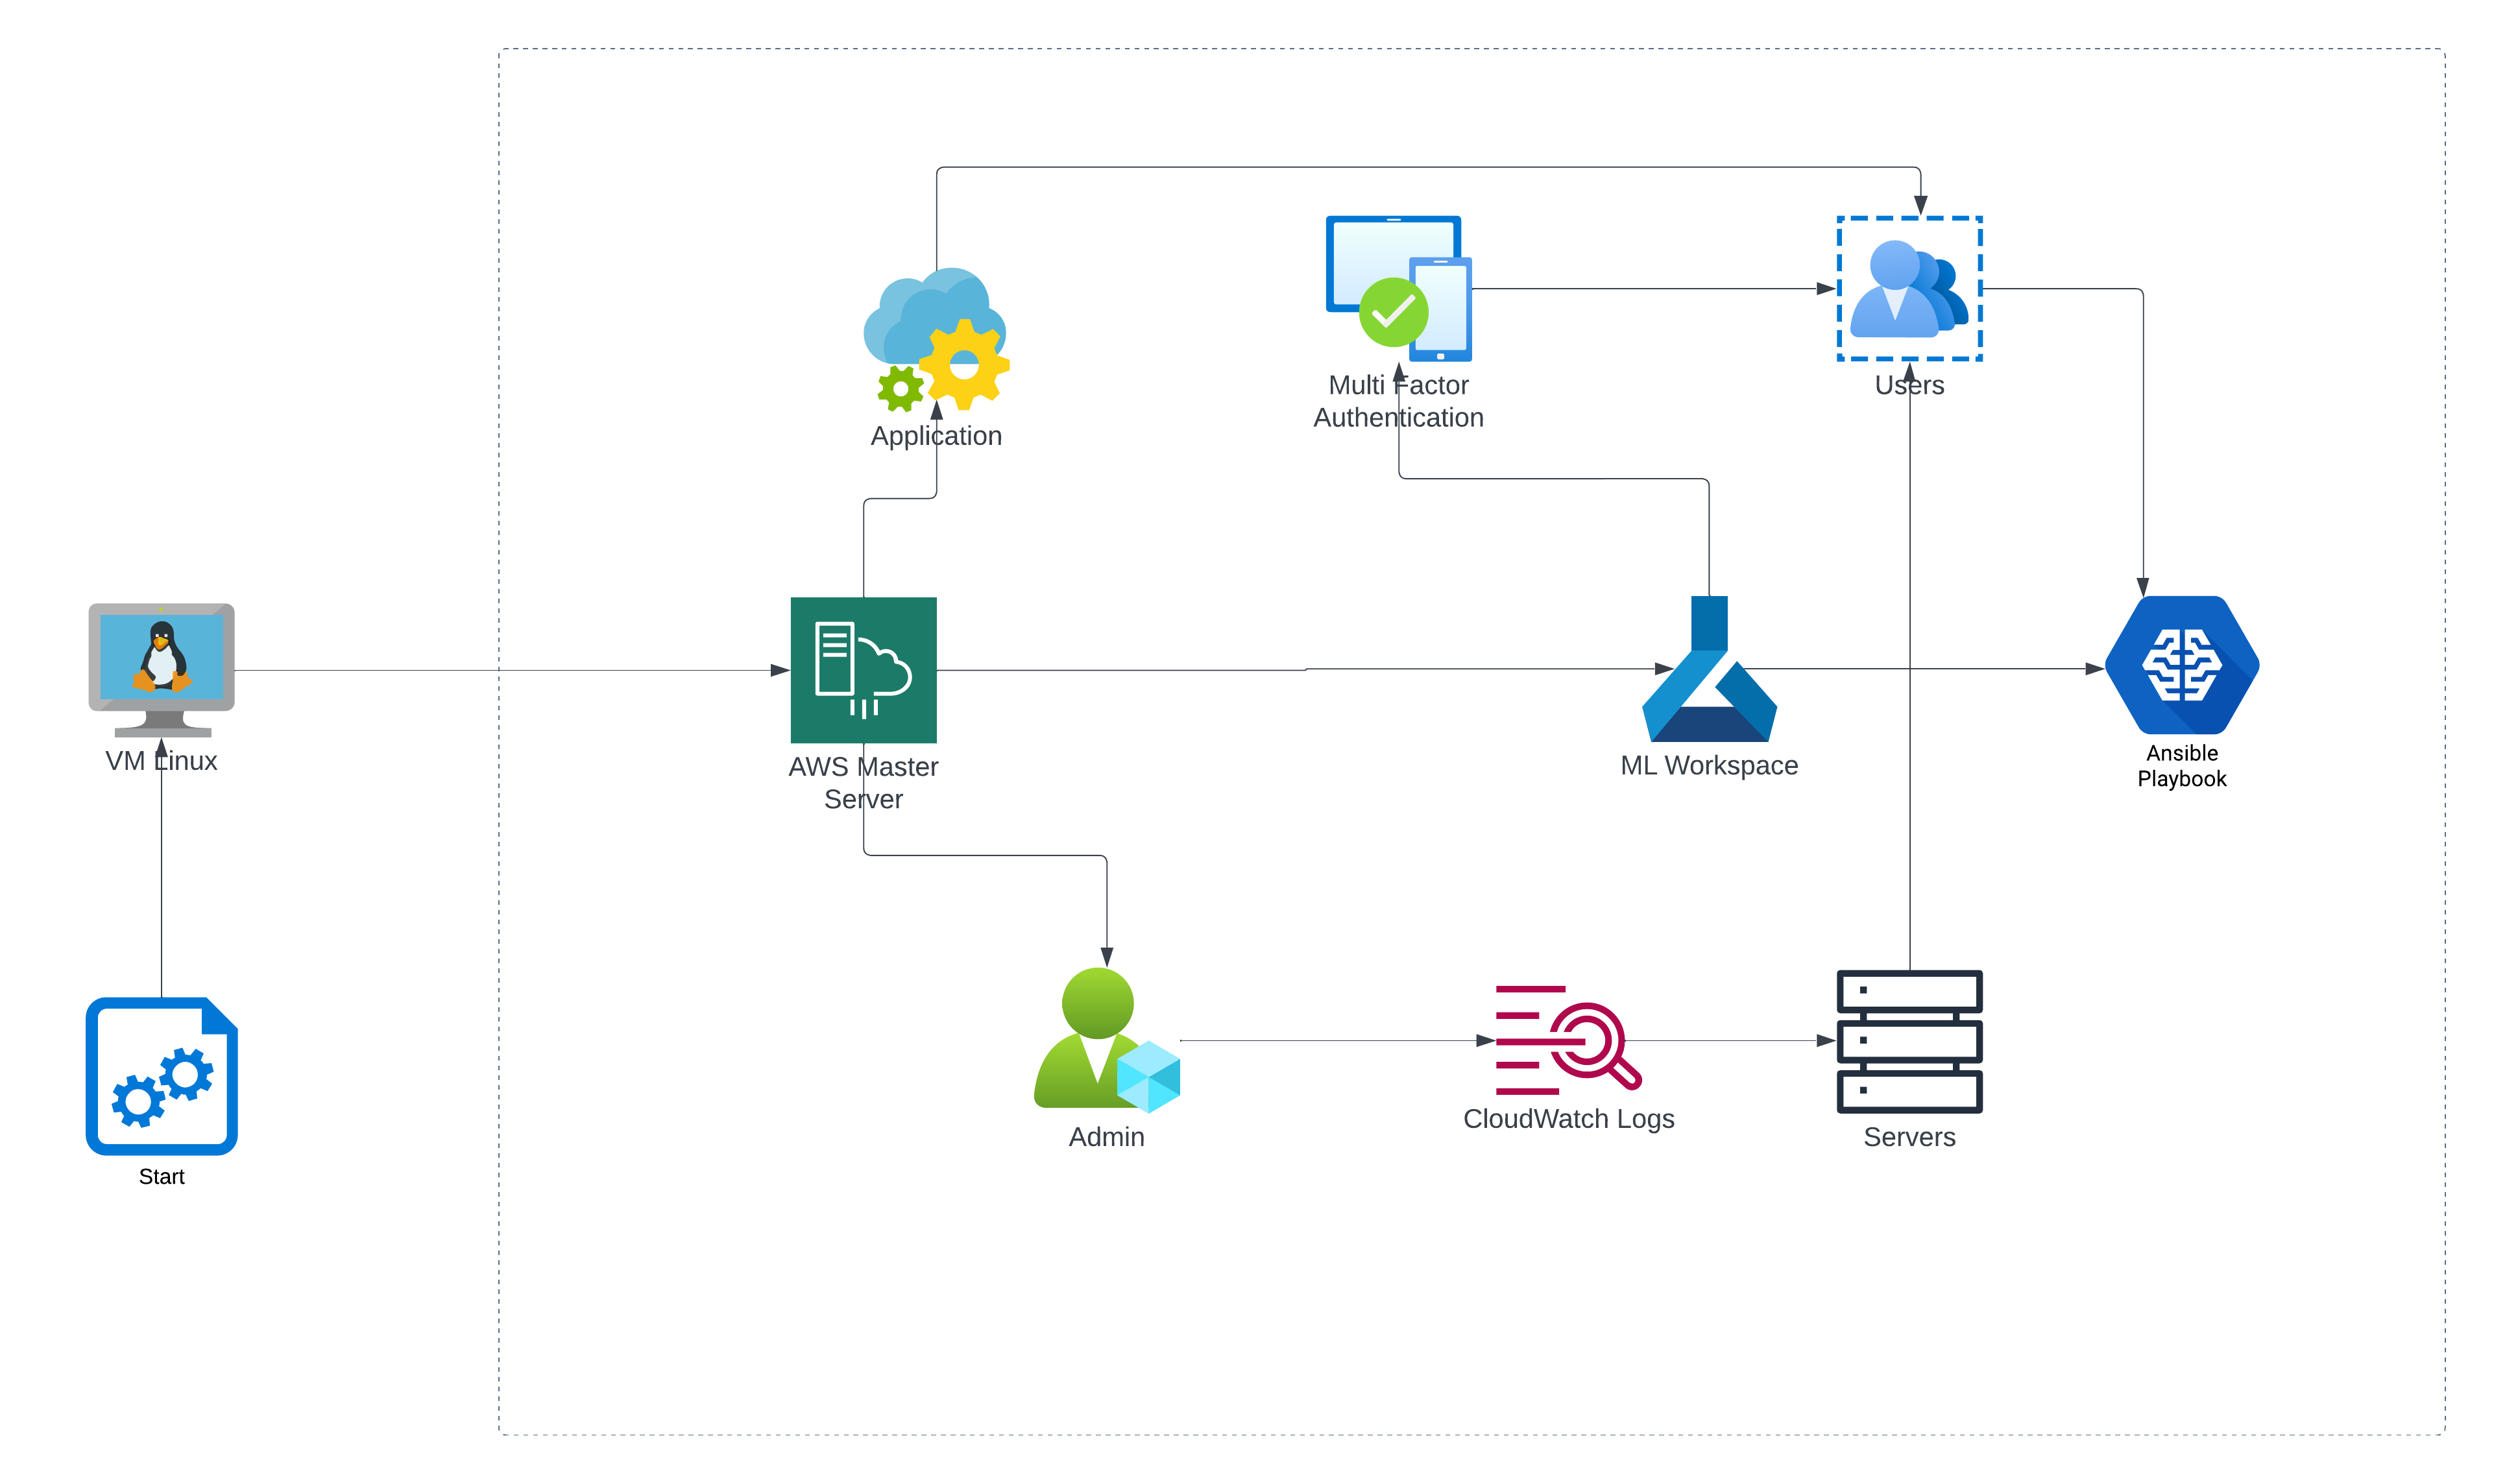 Multi Factor
Authentication
Users
Application
VM Linux
AWS Master
Server
ML Workspace
Ansible
Playbook
Start
Admin
CloudWatch Logs
Servers